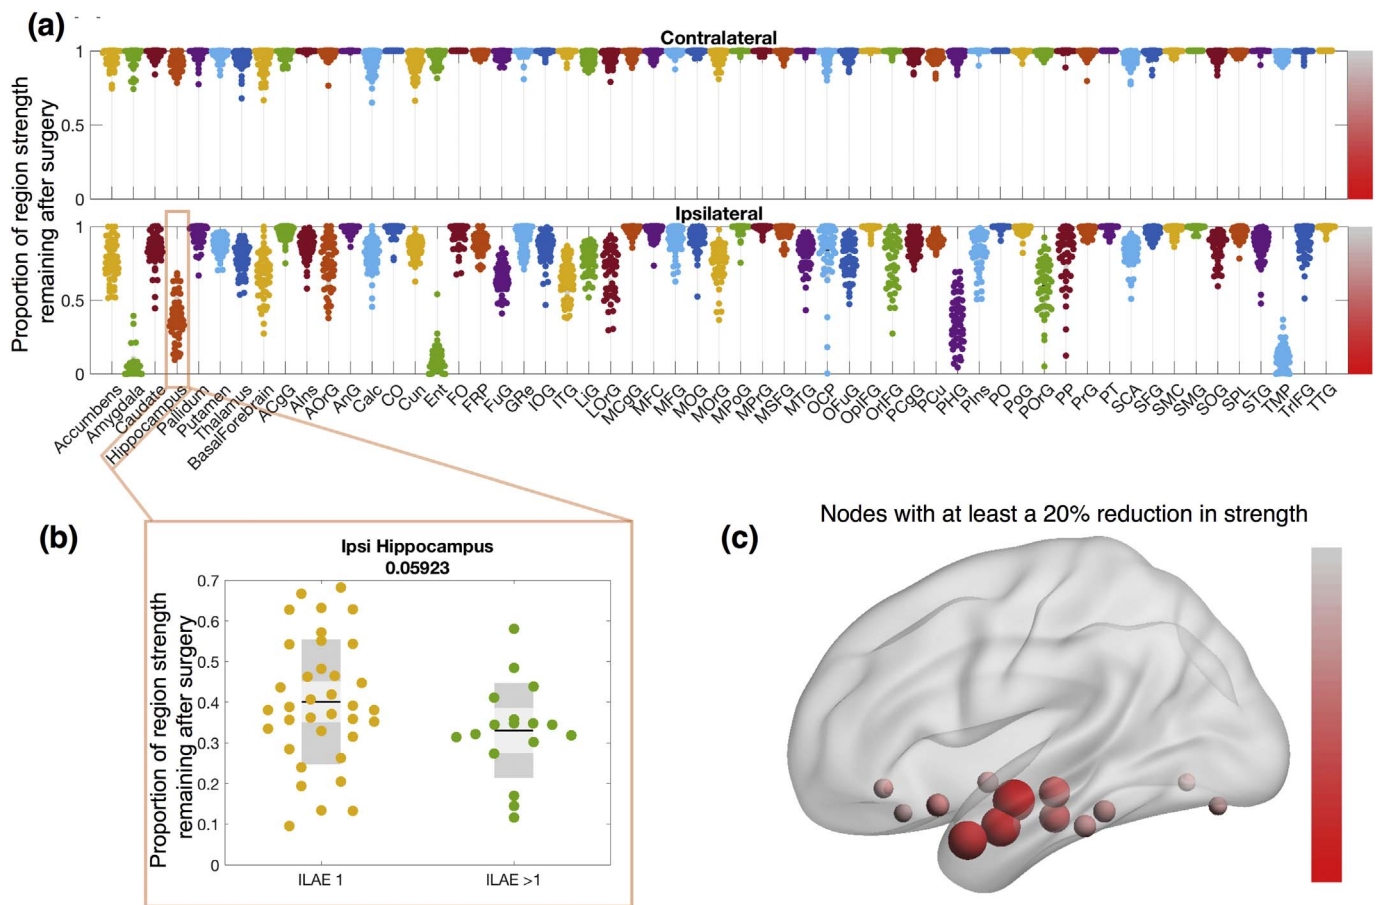 (a)
Contralateral
Proportion of region strength
remaining after surgery
1
0.5
0
Ipsilateral
1
0.5
0
Accumbens
Amygdala
Caudate
Hippocampus
Pallidum
Putamen
Thalamus
BasalForebrain
ACgG
AIns
AOrG
AnG
Calc
CO
Cun
Ent
FO
FRP
FuG
GRe
IOG
ITG
LiG
LOrG
MCgG
MFC
MFG
MOG
MOrG
MPoG
MPrG
MSFG
MTG
OCP
OFuG
OpIFG
OrIFG
PCgG
PCu
PHG
PIns
PO
PoG
POrG
PP
PrG
PT
SCA
SFG
SMC
SMG
SOG
SPL
STG
TMP
TrIFG
TTG
(b)
Ipsi Hippocampus
0.05923
Proportion of region strength
remaining after surgery
0.7
0.6
0.5
0.4
0.3
0.2
0.1
0
ILAE 1
ILAE >1
(c)
Nodes with at least a 20% reduction in strength